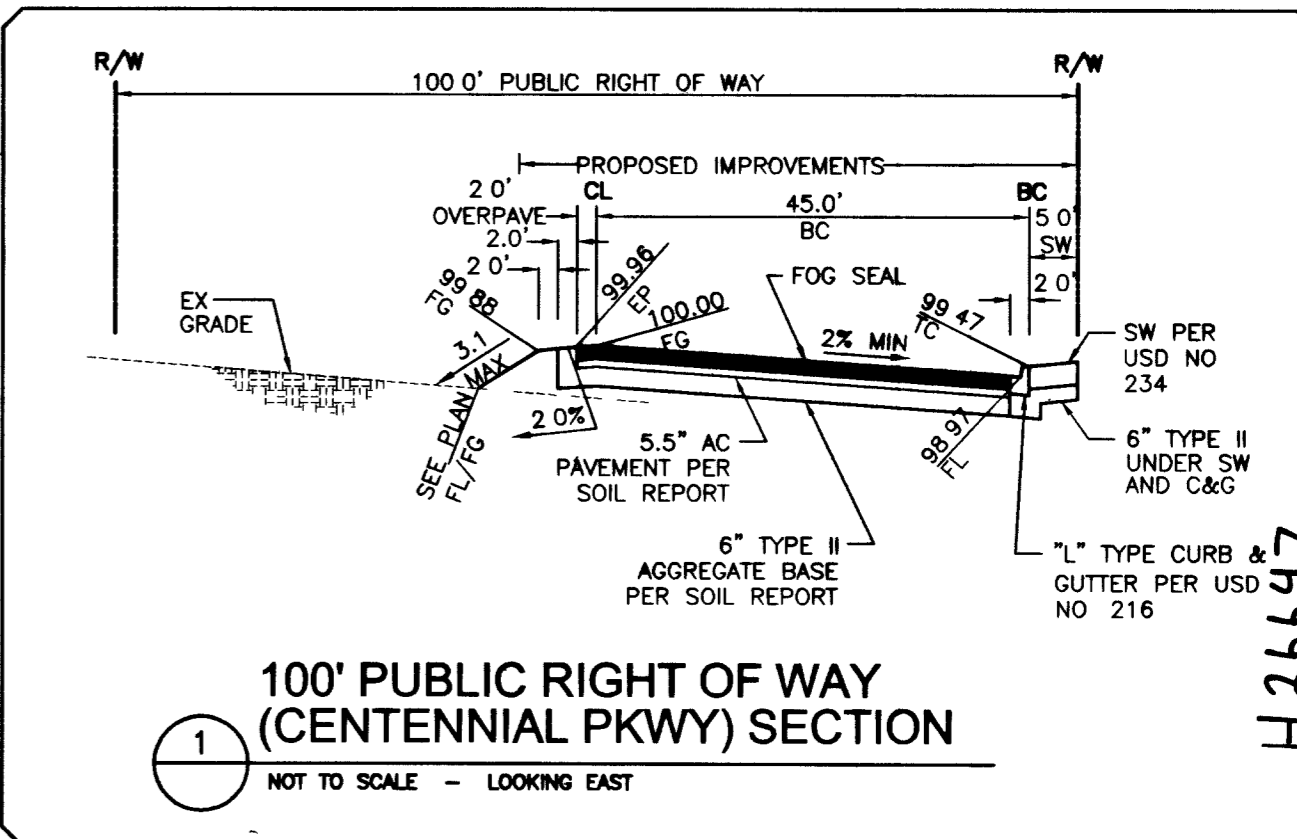 R/W
R/W
100 0' PUBLIC RIGHT OF WAY
PROPOSED IMPROVEMENTS
2 0'
OVERPAVE
CL
45.0'
BC
BC
5 0'
SW
2.0'
2 0'
2 0'
EX
GRADE
99 88
FG
99.96
EP
100.00
FG
FOG SEAL
2% MIN
99 47
TC
SW PER
USD NO
234
3.1
MAX
SEE PLAN
FL/FG
2 0%
5.5" AC
PAVEMENT PER
SOIL REPORT
98 97
FL
6" TYPE II
UNDER SW
AND C&G
6" TYPE II
AGGREGATE BASE
PER SOIL REPORT
"L" TYPE CURB &
GUTTER PER USD
NO 216
100' PUBLIC RIGHT OF WAY
(CENTENNIAL PKWY) SECTION
1
NOT TO SCALE - LOOKING EAST